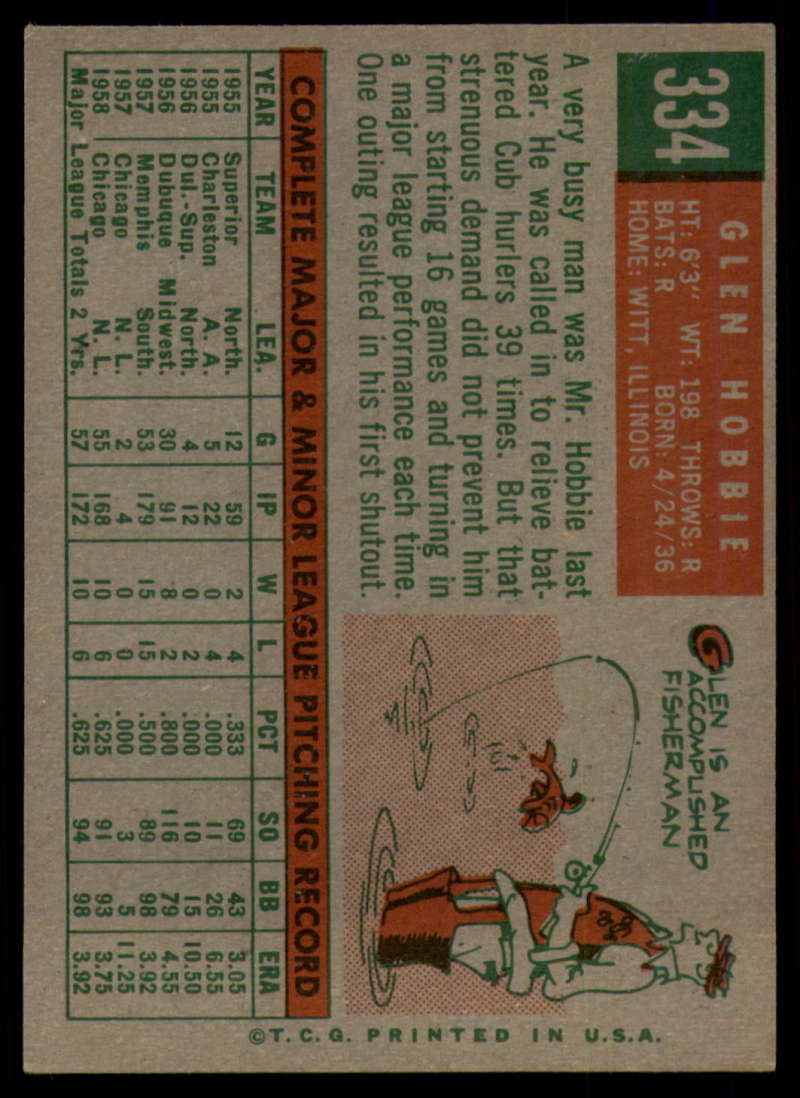 334
GLEN HOBBIE
HT: 6'3" WT: 198 THROWS: R
BATS: R BORN: 4/24/36
HOME: WITT, ILLINOIS
A very busy man was Mr. Hobbie last
year. He was called in to relieve bat-
tered Cub hurlers 39 times. But that
strenuous demand did not prevent him
from starting 16 games and turning in
a major league performance each time.
One outing resulted in his first shutout.
GLEN IS AN
ACCOMPLISHED
FISHERMAN
COMPLETE MAJOR & MINOR LEAGUE PITCHING RECORD
YEAR TEAM LEA. G IP W L PCT SO BB ERA
1955 Superior North. 12 59 2 4 .333 69 43 3.05
1955 Charleston A. A. 5 22 0 4 .000 11 26 6.55
1956 Dul.-Sup. North. 4 12 0 2 .000 10 15 10.50
1956 Dubuque Midwest. 30 91 8 2 .800 116 79 4.55
1957 Memphis South. 53 179 15 15 .500 89 98 3.92
1957 Chicago N. L. 2 4 0 0 .000 3 5 11.25
1958 Chicago N. L. 55 168 10 6 .625 91 93 3.75
Major League Totals 2 Yrs. 57 172 10 6 .625 94 98 3.92
©T.C.G. PRINTED IN U.S.A.